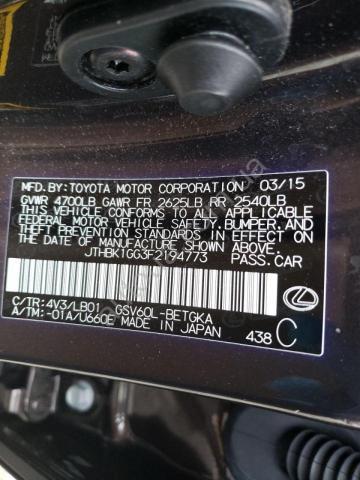 MFD. BY:TOYOTA MOTOR CORPORATION 03/15
GVWR 4700LB GAWR FR 2625LB RR 2540LB
THIS VEHICLE CONFORMS TO ALL APPLICABLE
FEDERAL MOTOR VEHICLE SAFETY, BUMPER, AND
THEFT PREVENTION STANDARDS IN EFFECT ON
THE DATE OF MANUFACTURE SHOWN ABOVE.
JTHBK1GG3F2194773 PASS.CAR
C/TR:4V3/LB01 GSV60L-BETGKA
A/TM:-01A/U660E MADE IN JAPAN 438 C